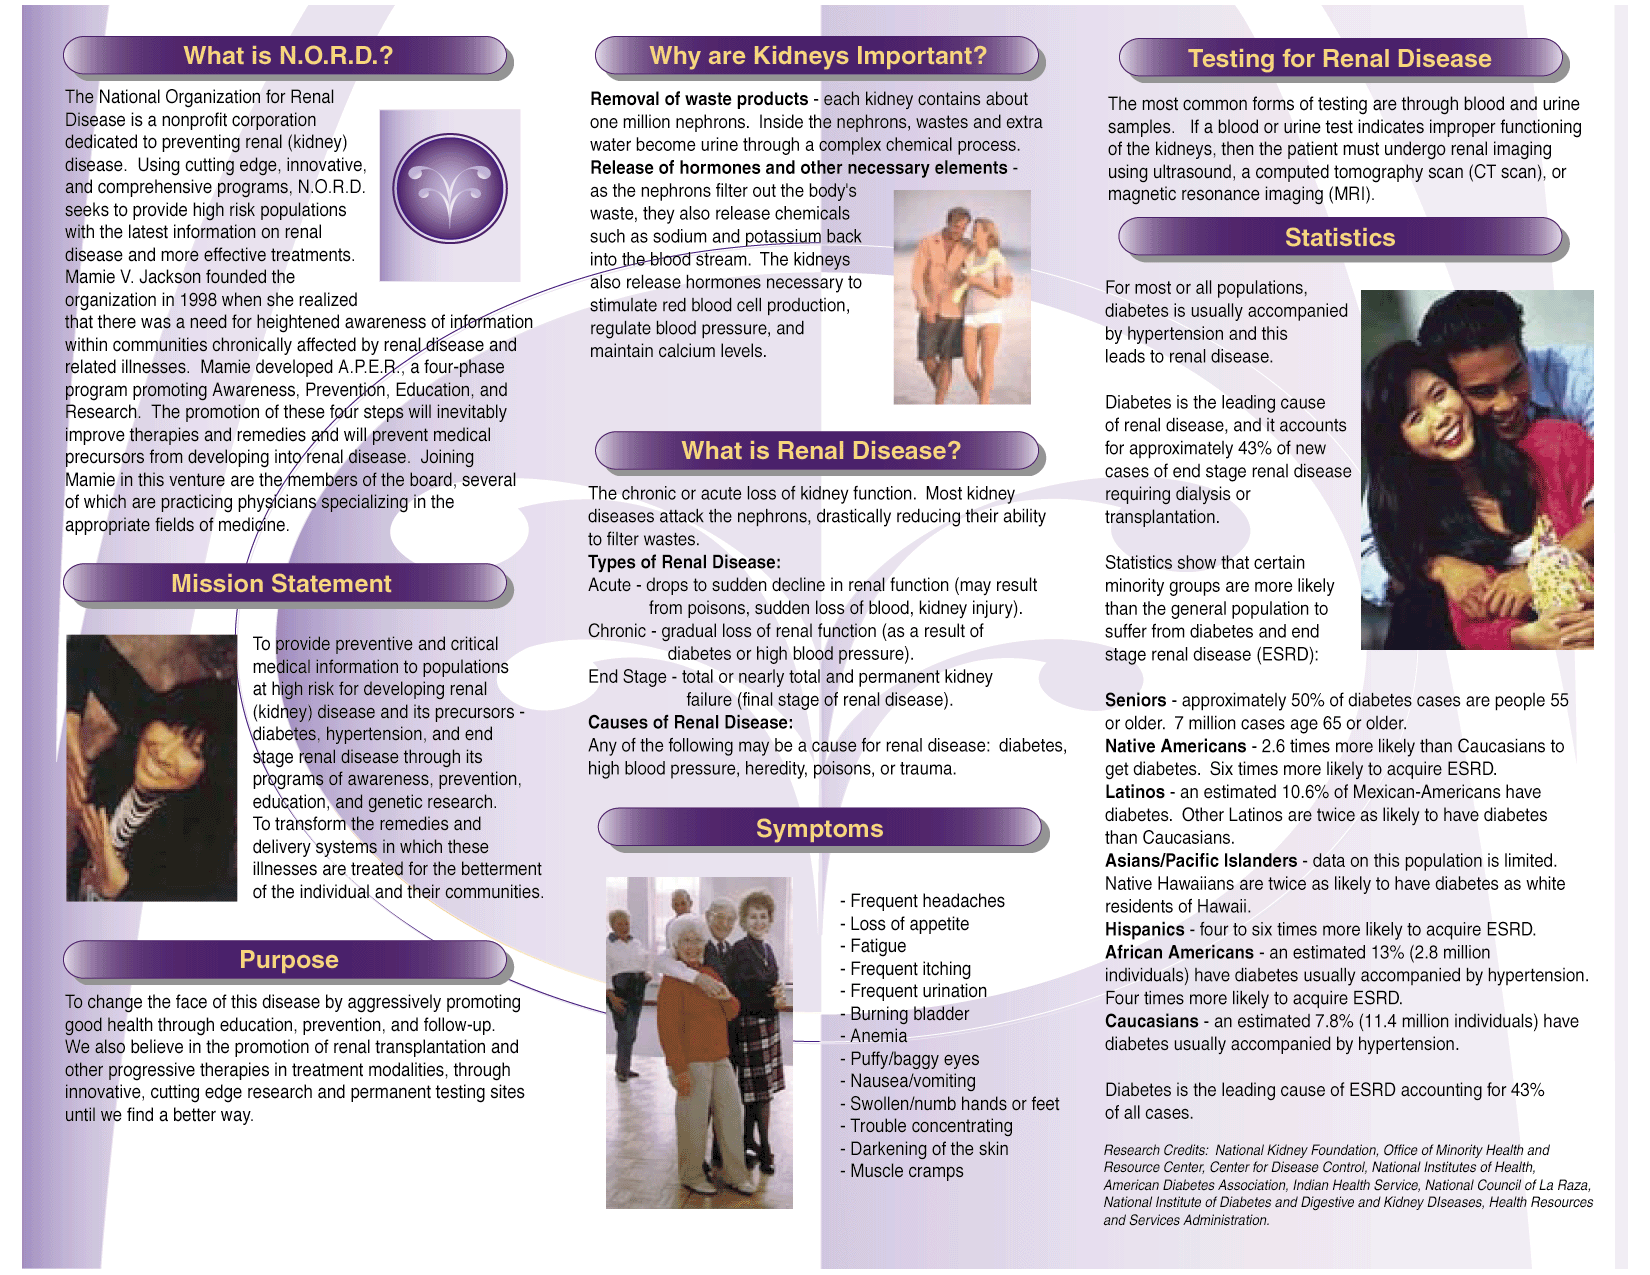 What is N.O.R.D.?
The National Organization for Renal
Disease is a nonprofit corporation
dedicated to preventing renal (kidney)
disease.  Using cutting edge, innovative,
and comprehensive programs, N.O.R.D.
seeks to provide high risk populations
with the latest information on renal
disease and more effective treatments.
Mamie V. Jackson founded the
organization in 1998 when she realized
that there was a need for heightened awareness of information
within communities chronically affected by renal disease and
related illnesses.  Mamie developed A.P.E.R., a four-phase
program promoting Awareness, Prevention, Education, and
Research.  The promotion of these four steps will inevitably
improve therapies and remedies and will prevent medical
precursors from developing into renal disease.  Joining
Mamie in this venture are the members of the board, several
of which are practicing physicians specializing in the
appropriate fields of medicine.
Mission Statement
To provide preventive and critical
medical information to populations
at high risk for developing renal
(kidney) disease and its precursors -
diabetes, hypertension, and end
stage renal disease through its
programs of awareness, prevention,
education, and genetic research.
To transform the remedies and
delivery systems in which these
illnesses are treated for the betterment
of the individual and their communities.
Purpose
To change the face of this disease by aggressively promoting
good health through education, prevention, and follow-up.
We also believe in the promotion of renal transplantation and
other progressive therapies in treatment modalities, through
innovative, cutting edge research and permanent testing sites
until we find a better way.
Why are Kidneys Important?
Removal of waste products - each kidney contains about
one million nephrons.  Inside the nephrons, wastes and extra
water become urine through a complex chemical process.
Release of hormones and other necessary elements -
as the nephrons filter out the body's
waste, they also release chemicals
such as sodium and potassium back
into the blood stream.  The kidneys
also release hormones necessary to
stimulate red blood cell production,
regulate blood pressure, and
maintain calcium levels.
What is Renal Disease?
The chronic or acute loss of kidney function.  Most kidney
diseases attack the nephrons, drastically reducing their ability
to filter wastes.
Types of Renal Disease:
Acute - drops to sudden decline in renal function (may result
from poisons, sudden loss of blood, kidney injury).
Chronic - gradual loss of renal function (as a result of
diabetes or high blood pressure).
End Stage - total or nearly total and permanent kidney
failure (final stage of renal disease).
Causes of Renal Disease:
Any of the following may be a cause for renal disease:  diabetes,
high blood pressure, heredity, poisons, or trauma.
Symptoms
- Frequent headaches
- Loss of appetite
- Fatigue
- Frequent itching
- Frequent urination
- Burning bladder
- Anemia
- Puffy/baggy eyes
- Nausea/vomiting
- Swollen/numb hands or feet
- Trouble concentrating
- Darkening of the skin
- Muscle cramps
Testing for Renal Disease
The most common forms of testing are through blood and urine
samples.   If a blood or urine test indicates improper functioning
of the kidneys, then the patient must undergo renal imaging
using ultrasound, a computed tomography scan (CT scan), or
magnetic resonance imaging (MRI).
Statistics
For most or all populations,
diabetes is usually accompanied
by hypertension and this
leads to renal disease.
Diabetes is the leading cause
of renal disease, and it accounts
for approximately 43% of new
cases of end stage renal disease
requiring dialysis or
transplantation.
Statistics show that certain
minority groups are more likely
than the general population to
suffer from diabetes and end
stage renal disease (ESRD):
Seniors - approximately 50% of diabetes cases are people 55
or older.  7 million cases age 65 or older.
Native Americans - 2.6 times more likely than Caucasians to
get diabetes.  Six times more likely to acquire ESRD.
Latinos - an estimated 10.6% of Mexican-Americans have
diabetes.  Other Latinos are twice as likely to have diabetes
than Caucasians.
Asians/Pacific Islanders - data on this population is limited.
Native Hawaiians are twice as likely to have diabetes as white
residents of Hawaii.
Hispanics - four to six times more likely to acquire ESRD.
African Americans - an estimated 13% (2.8 million
individuals) have diabetes usually accompanied by hypertension.
Four times more likely to acquire ESRD.
Caucasians - an estimated 7.8% (11.4 million individuals) have
diabetes usually accompanied by hypertension.
Diabetes is the leading cause of ESRD accounting for 43%
of all cases.
Research Credits:  National Kidney Foundation, Office of Minority Health and
Resource Center, Center for Disease Control, National Institutes of Health,
American Diabetes Association, Indian Health Service, National Council of La Raza,
National Institute of Diabetes and Digestive and Kidney DIseases, Health Resources
and Services Administration.